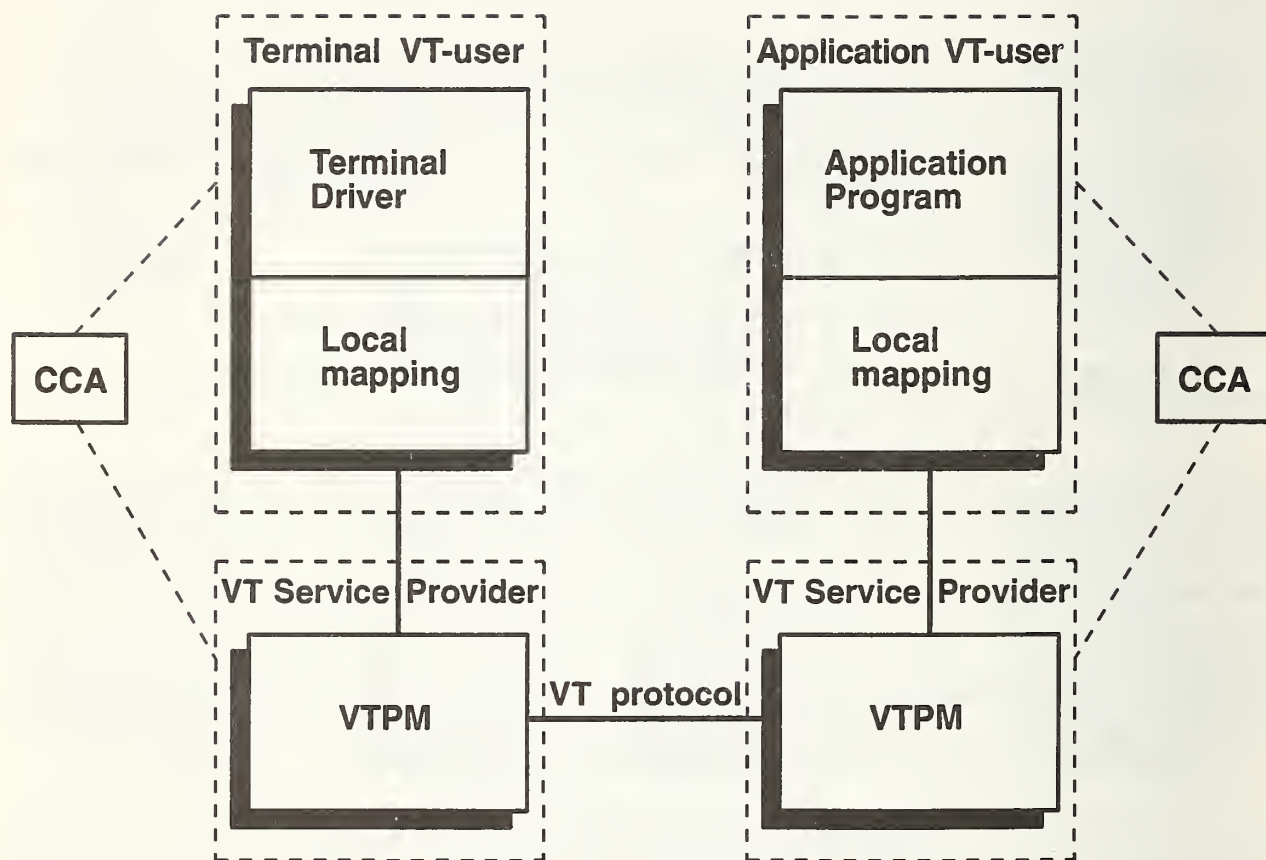 Terminal VT-user
Application VT-user
Terminal
Driver
Application
Program
Local
mapping
Local
mapping
CCA
CCA
VT Service Provider
VT Service Provider
VTPM
VT protocol
VTPM